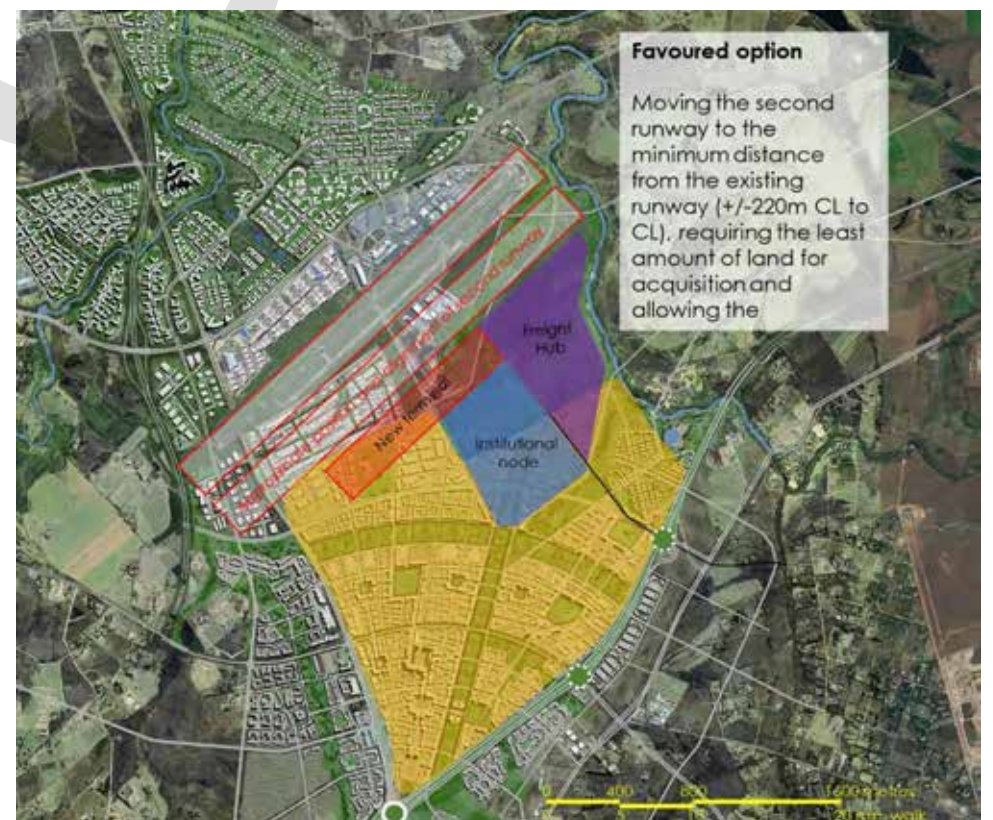 Favoured option
Moving the second
runway to the
minimum distance
from the existing
runway (+/-220m CL to
CL), requiring the least
amount of land for
acquisition and
allowing the
second runway
Freight
Hub
New Terminal?
Institutional
node
0 400 800 1600 metres